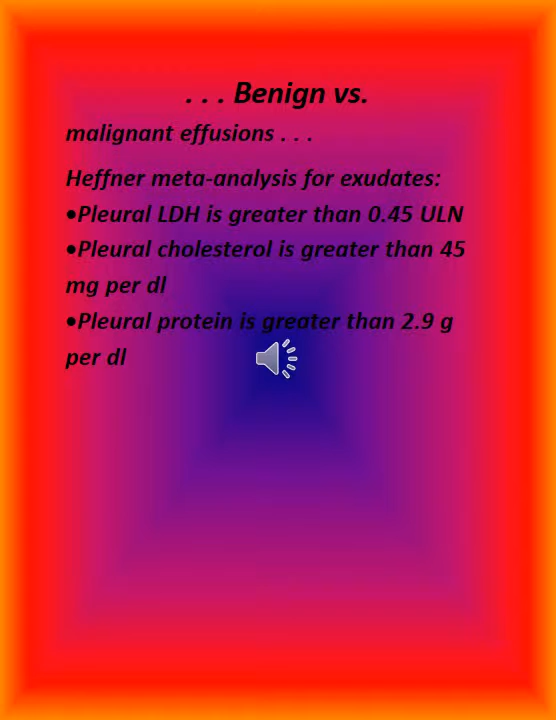 . . . Benign vs.
malignant effusions . . .
Heffner meta-analysis for exudates:
•Pleural LDH is greater than 0.45 ULN
•Pleural cholesterol is greater than 45
mg per dl
•Pleural protein is greater than 2.9 g
per dl